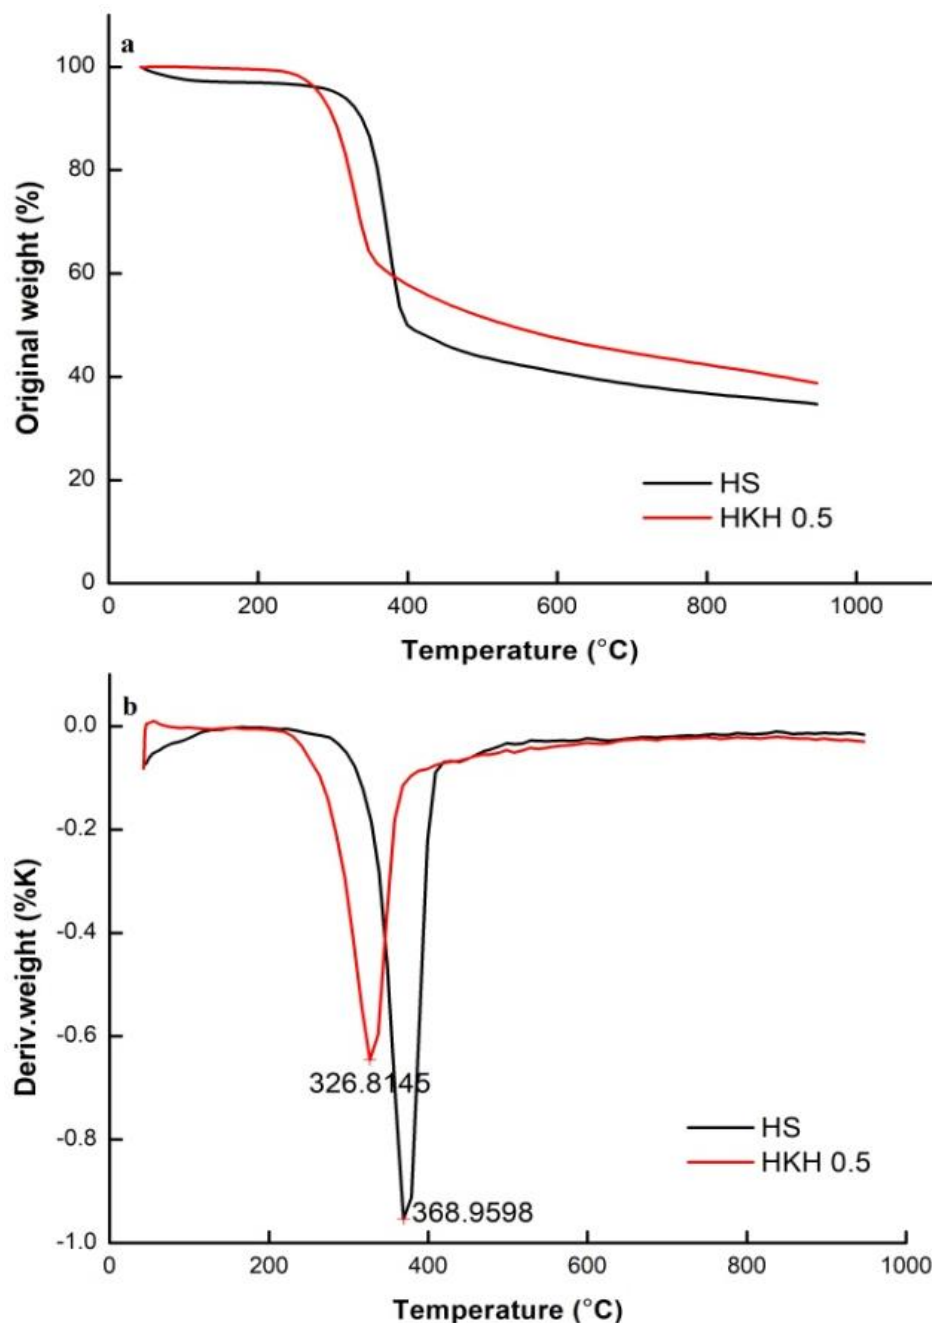 a
100
80
60
40
20
0
Original weight (%)
HS
HKH 0.5
0 200 400 600 800 1000
Temperature (°C)
b
0.0
-0.2
-0.4
-0.6
-0.8
-1.0
Deriv.weight (%K)
326.8145
368.9598
HS
HKH 0.5
0 200 400 600 800 1000
Temperature (°C)